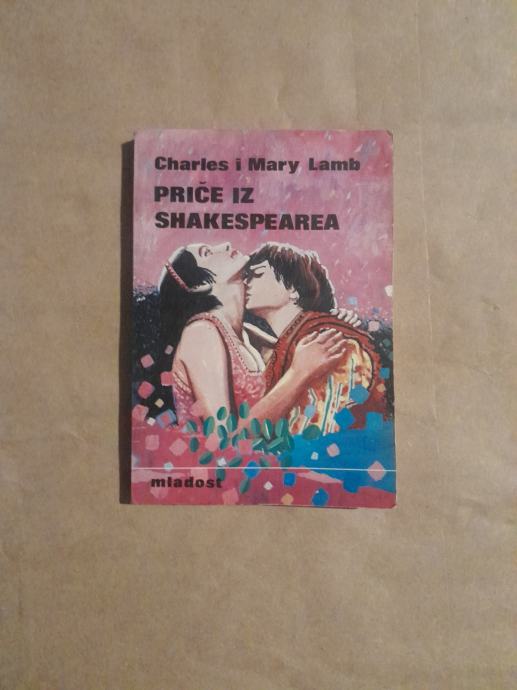 Charles i Mary Lamb
PRIČE IZ
SHAKESPEAREA
mladost